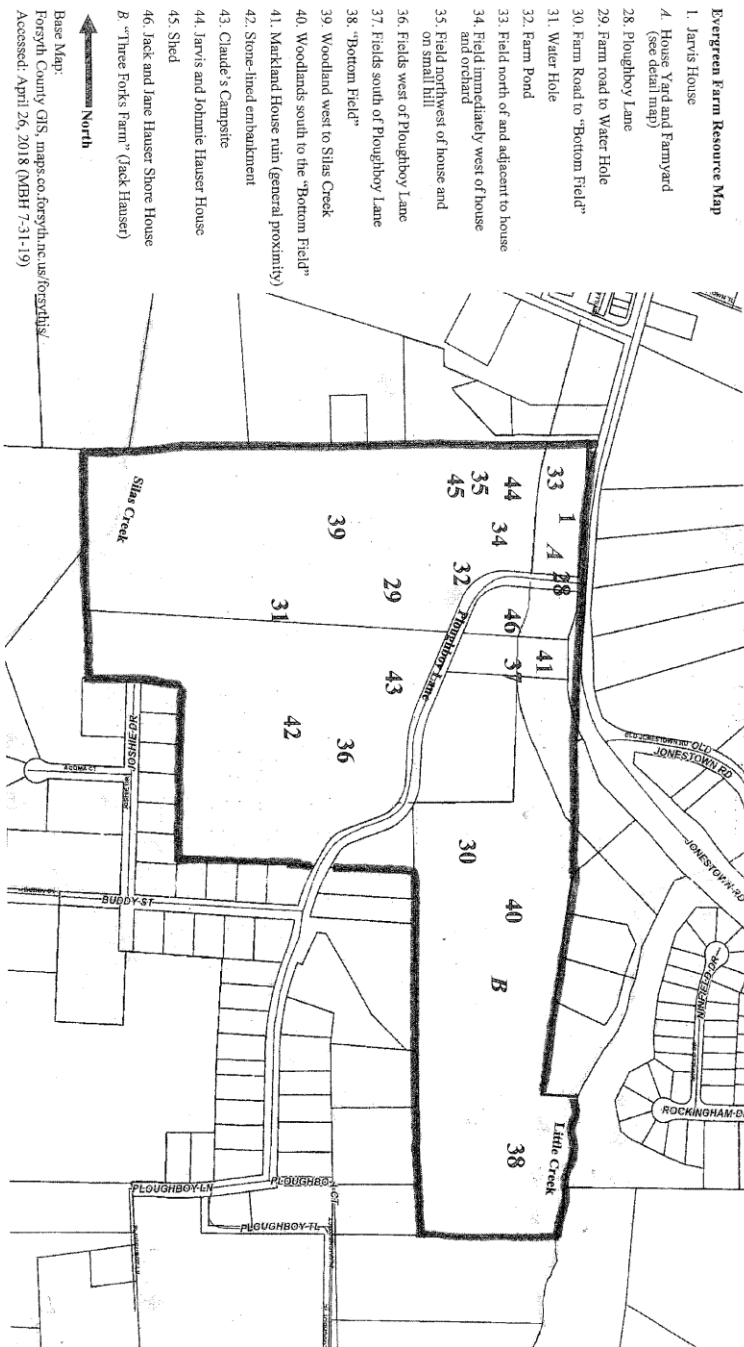 Evergreen Farm Resource Map
1. Jarvis House
A. House Yard and Farmyard
(see detail map)
28. Ploughboy Lane
29. Farm road to Water Hole
30. Farm Road to "Bottom Field"
31. Water Hole
32. Farm Pond
33. Field north of and adjacent to house
34. Field immediately west of house
and orchard
35. Field northwest of house and
on small hill
36. Fields west of Ploughboy Lane
37. Fields south of Ploughboy Lane
38. "Bottom Field"
39. Woodland west to Silas Creek
40. Woodlands south to the "Bottom Field"
41. Markland House ruin (general proximity)
42. Stone-lined embankment
43. Claude's Campsite
44. Jarvis and Johnnie Hauser House
45. Shed
46. Jack and Jane Hauser Shore House
B. "Three Forks Farm" (Jack Hauser)
North
Base Map:
Forsyth County GIS, maps.co.forsyth.nc.us/forsythjs/
Accessed: April 26, 2018 (MBH 7-31-19)
33
1
A
28
44
35
45
34
32
46
41
37
39
29
31
Ploughboy Lane
43
42
36
30
40
B
38
Silas Creek
Little Creek
OLD JONESTOWN RD
OLD
JONESTOWN RD
JONESTOWN RD
NINFIELD DR
ROCKINGHAM D
JOSHIE DR
BUDDY ST
PLOUGHBOY LN
PLOUGHBO
CT
PLOUGHBOY TL